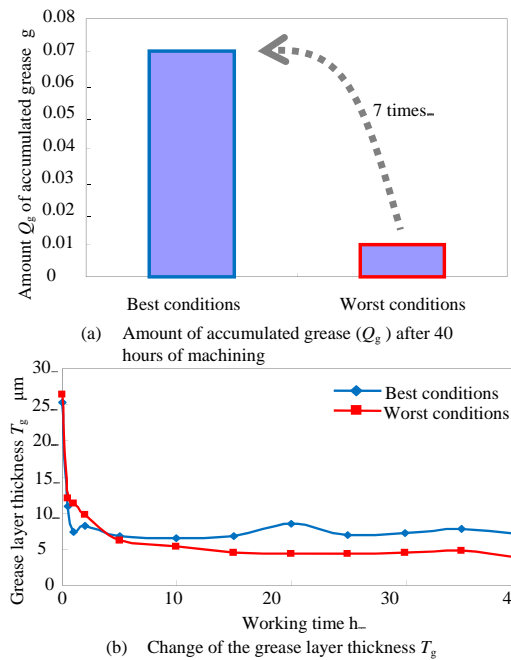 Amount Qg of accumulated grease g
0.08
0.07
0.06
0.05
0.04
0.03
0.02
0.01
0
7 times
Best conditions Worst conditions
(a) Amount of accumulated grease (Qg ) after 40
hours of machining
Grease layer thickness Tg μm
30
25
20
15
10
5
0
Best conditions
Worst conditions
0 10 20 30 4
Working time h
(b) Change of the grease layer thickness Tg